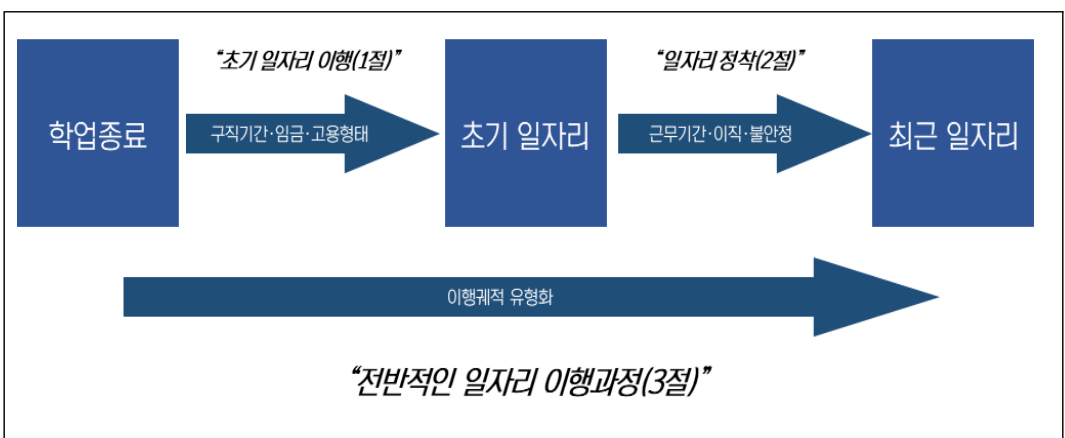 “초기 일자리 이행(1절)”
“일자리 정착(2절)”
학업종료
구직기간·임금·고용형태
초기 일자리
근무기간·이직·불안정
최근 일자리
이행궤적 유형화
“전반적인 일자리 이행과정(3절)”